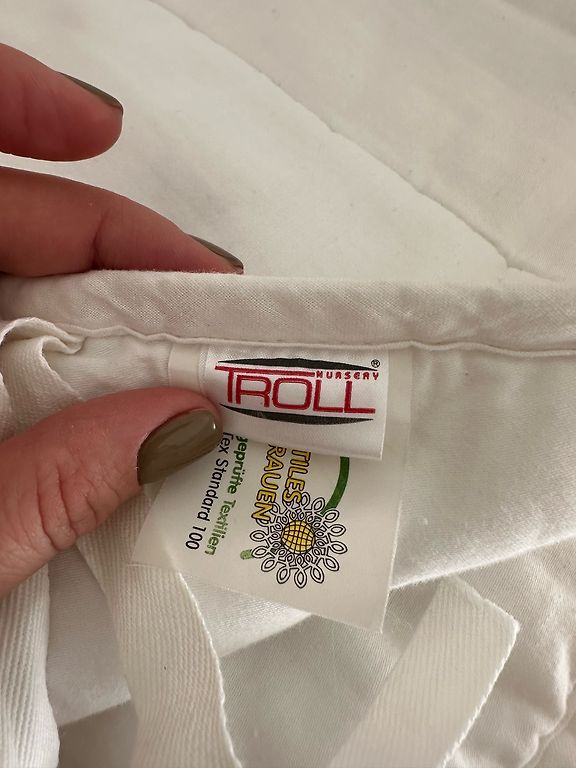 NURSERY
TROLL
®
TILES
RAUEN
geprüfte Textilien
Tex Standard 100